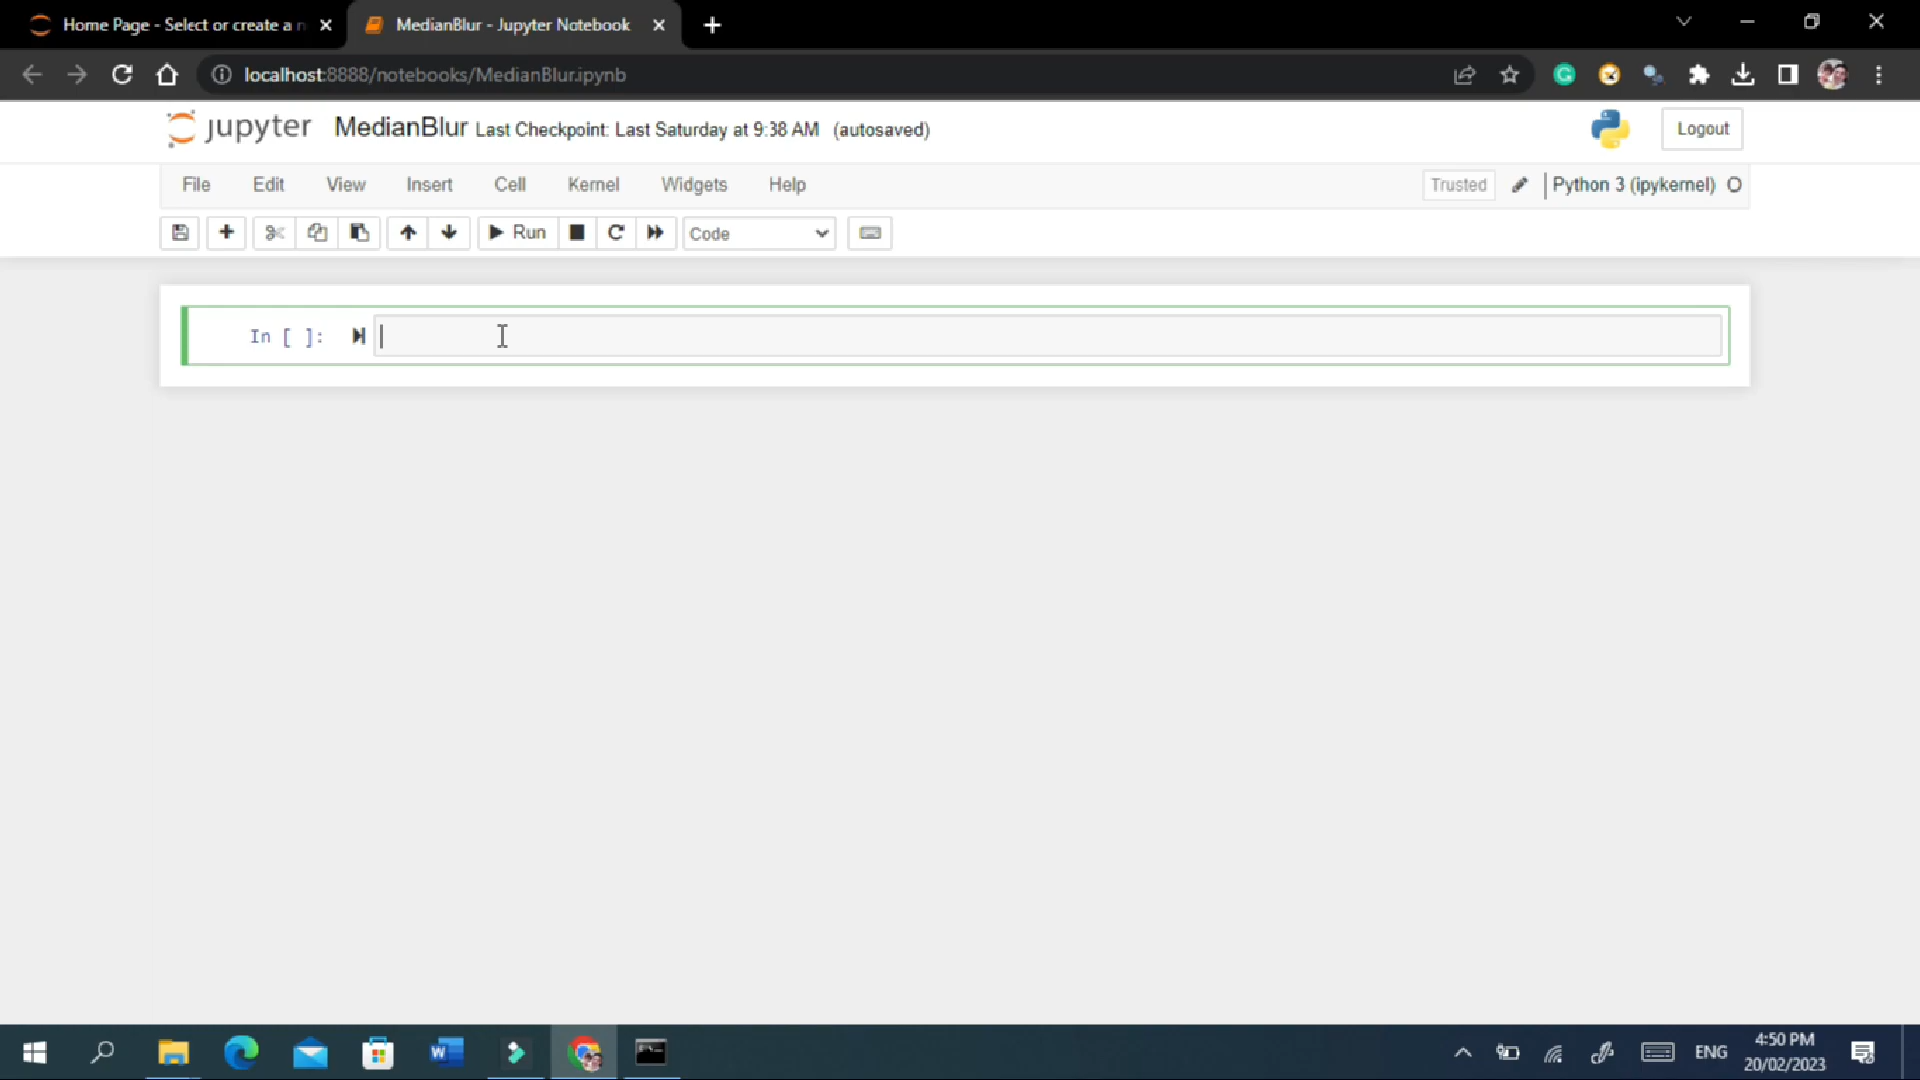 Home Page - Select or create a n
MedianBlur - Jupyter Notebook
localhost:8888/notebooks/MedianBlur.ipynb
jupyter MedianBlur Last Checkpoint: Last Saturday at 9:38 AM (autosaved)
Logout
File Edit View Insert Cell Kernel Widgets Help
Trusted
Python 3 (ipykernel)
Run
Code
In [ ]:
ENG
4:50 PM
20/02/2023